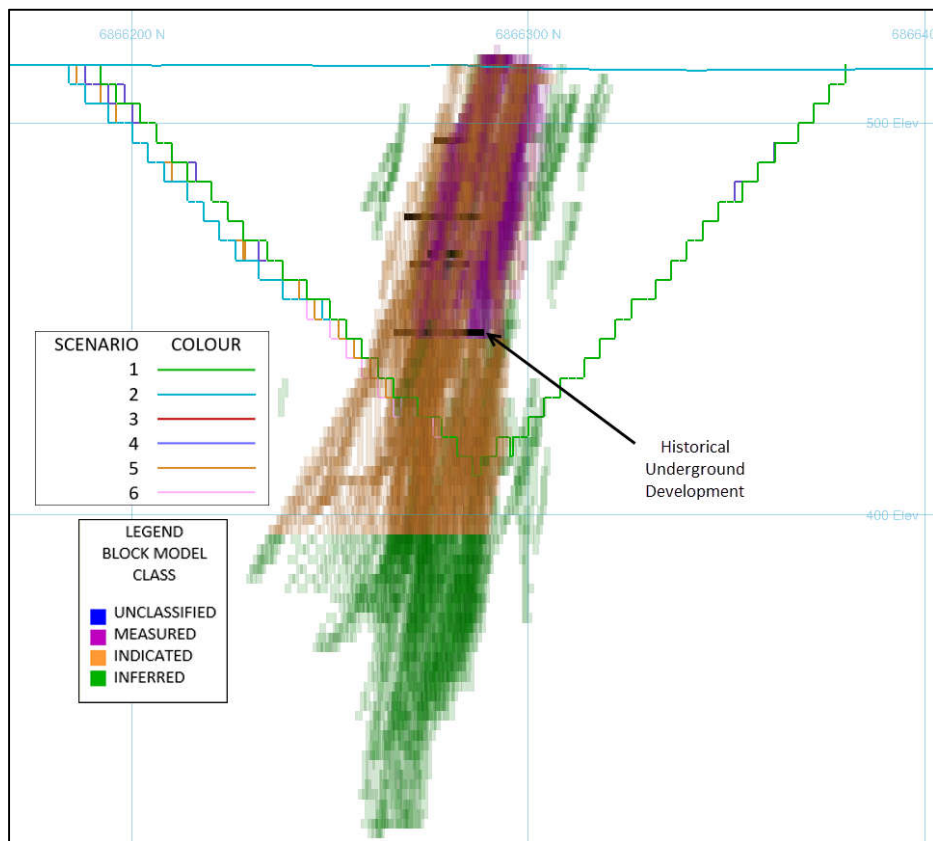 6866200 N
6866300 N
686640
500 Elev
SCENARIO COLOUR
1
2
3
4
5
6
Historical
Underground
Development
400 Elev
LEGEND
BLOCK MODEL
CLASS
UNCLASSIFIED
MEASURED
INDICATED
INFERRED